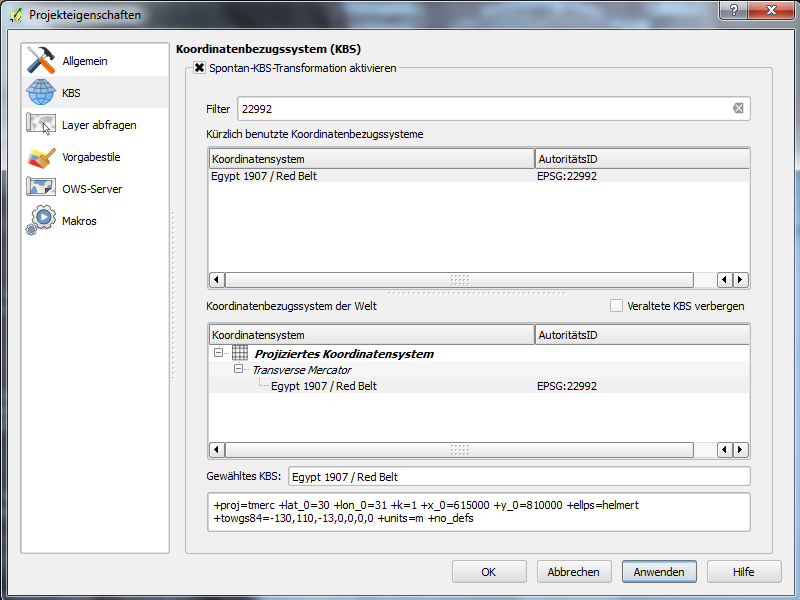 Projekteigenschaften
?
Allgemein
KBS
Layer abfragen
Vorgabestile
OWS-Server
Makros
Koordinatenbezugssystem (KBS)
Spontan-KBS-Transformation aktivieren
Filter 22992
Kürzlich benutzte Koordinatenbezugssysteme
Koordinatensystem AutoritätsID
Egypt 1907 / Red Belt EPSG:22992
Koordinatenbezugssystem der Welt Veraltete KBS verbergen
Koordinatensystem AutoritätsID
Projiziertes Koordinatensystem
Transverse Mercator
Egypt 1907 / Red Belt EPSG:22992
Gewähltes KBS: Egypt 1907 / Red Belt
+proj=tmerc +lat_0=30 +lon_0=31 +k=1 +x_0=615000 +y_0=810000 +ellps=helmert
+towgs84=-130,110,-13,0,0,0,0 +units=m +no_defs
OK Abbrechen Anwenden Hilfe